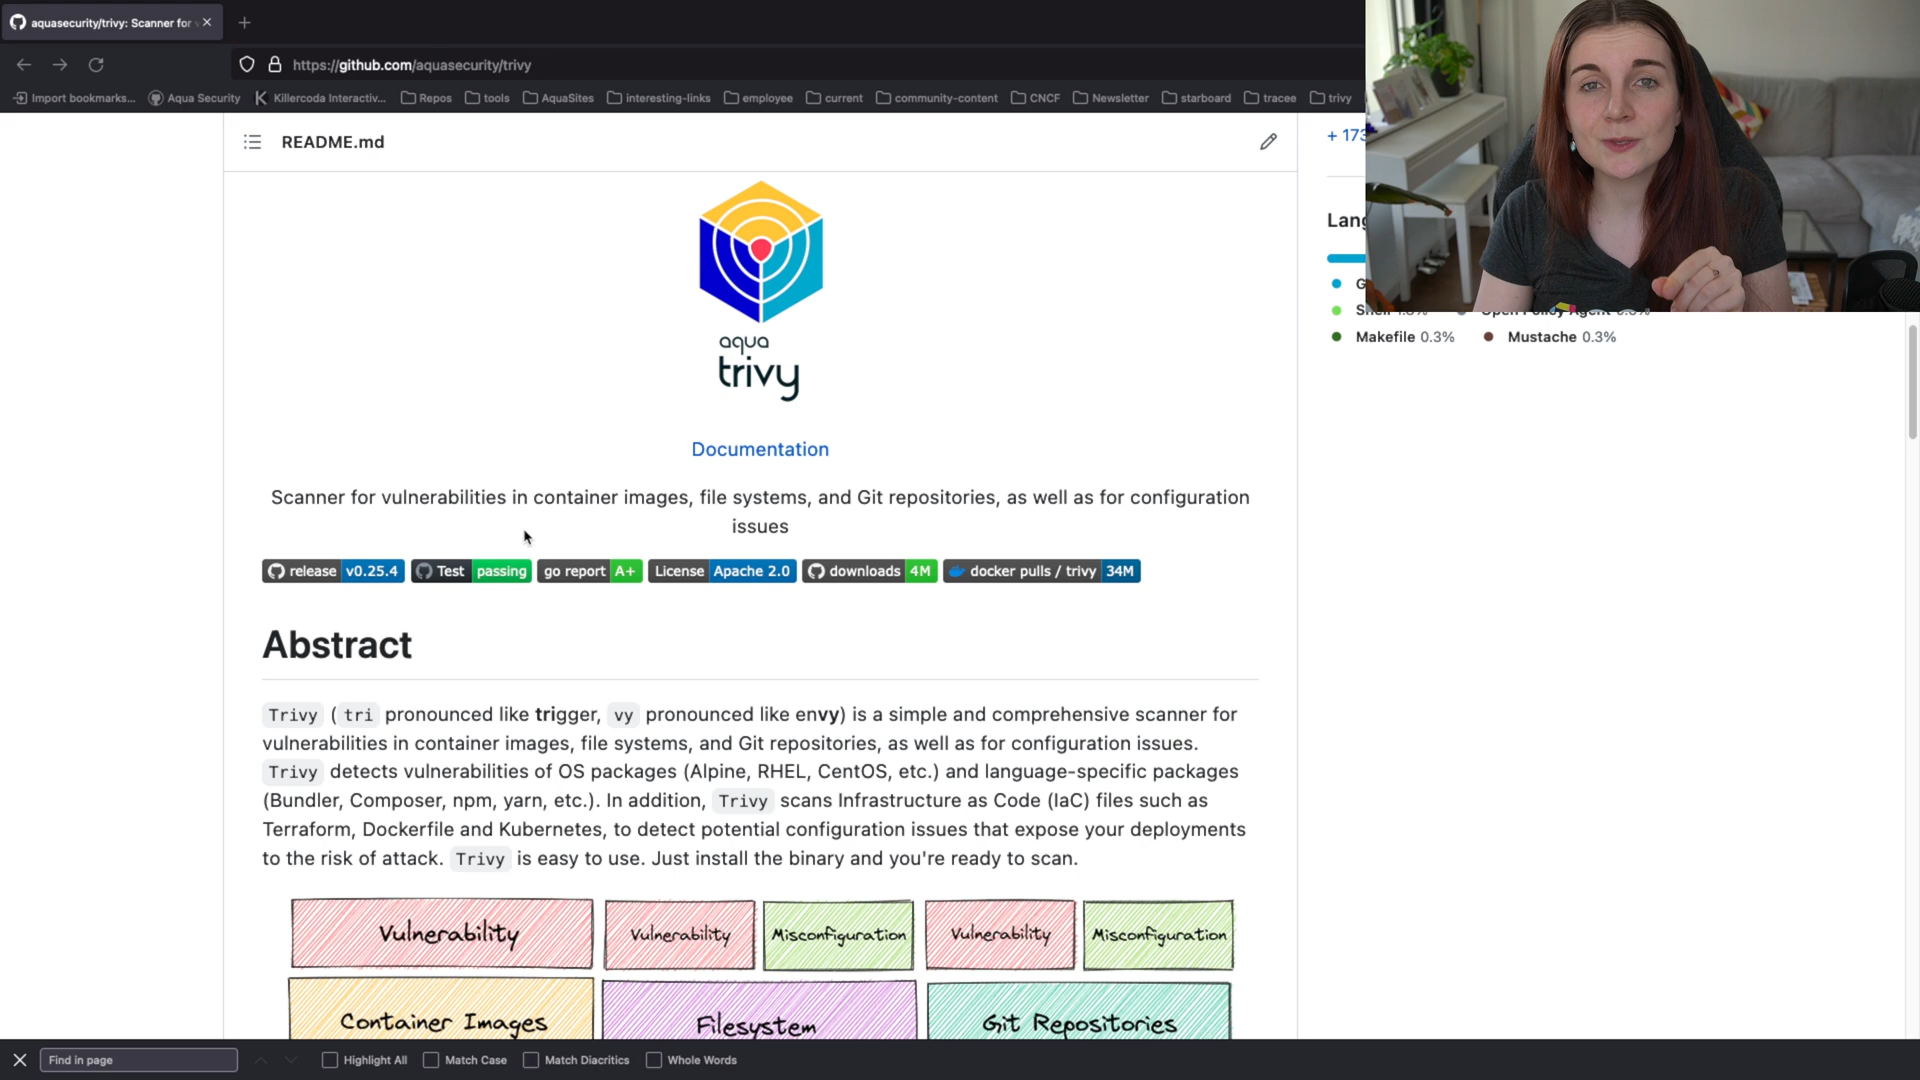 aquasecurity/trivy: Scanner for
https://github.com/aquasecurity/trivy
Import bookmarks... Aqua Security Killercoda Interactiv... Repos tools AquaSites interesting-links employee current community-content CNCF Newsletter starboard tracee trivy
README.md
+ 173
aqua
trivy
Documentation
Scanner for vulnerabilities in container images, file systems, and Git repositories, as well as for configuration
issues
release v0.25.4 Test passing go report A+ License Apache 2.0 downloads 4M docker pulls / trivy 34M
Abstract
Trivy ( tri pronounced like trigger, vy pronounced like envy) is a simple and comprehensive scanner for
vulnerabilities in container images, file systems, and Git repositories, as well as for configuration issues.
Trivy detects vulnerabilities of OS packages (Alpine, RHEL, CentOS, etc.) and language-specific packages
(Bundler, Composer, npm, yarn, etc.). In addition, Trivy scans Infrastructure as Code (IaC) files such as
Terraform, Dockerfile and Kubernetes, to detect potential configuration issues that expose your deployments
to the risk of attack. Trivy is easy to use. Just install the binary and you're ready to scan.
Vulnerability Vulnerability Misconfiguration Vulnerability Misconfiguration
Container Images Filesystem Git Repositories
Lang
Makefile 0.3% Mustache 0.3%
Find in page Highlight All Match Case Match Diacritics Whole Words